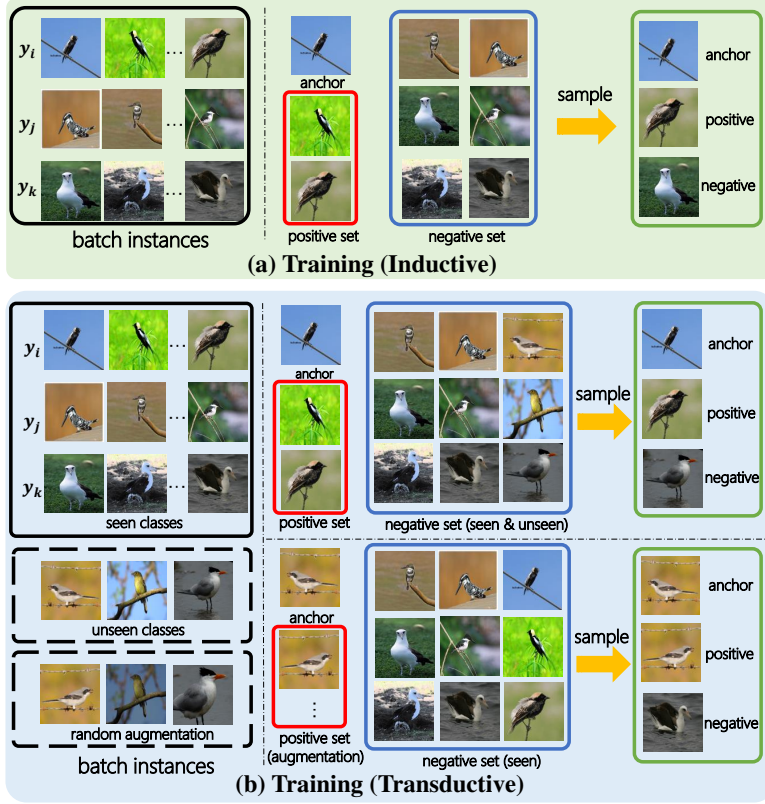 y_i
...
anchor
y_j
...
sample
y_k
...
anchor
positive
negative
batch instances
positive set
negative set
(a) Training (Inductive)
y_i
...
anchor
y_j
...
sample
y_k
...
anchor
positive
negative
seen classes
positive set
negative set (seen & unseen)
unseen classes
anchor
sample
anchor
positive
negative
random augmentation
⋮
positive set
(augmentation)
negative set (seen)
batch instances
(b) Training (Transductive)